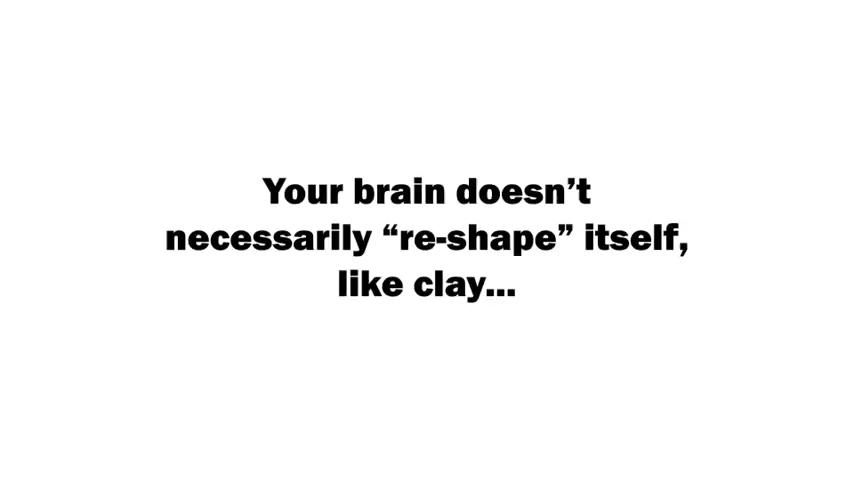 Your brain doesn’t
necessarily “re-shape” itself,
like clay...